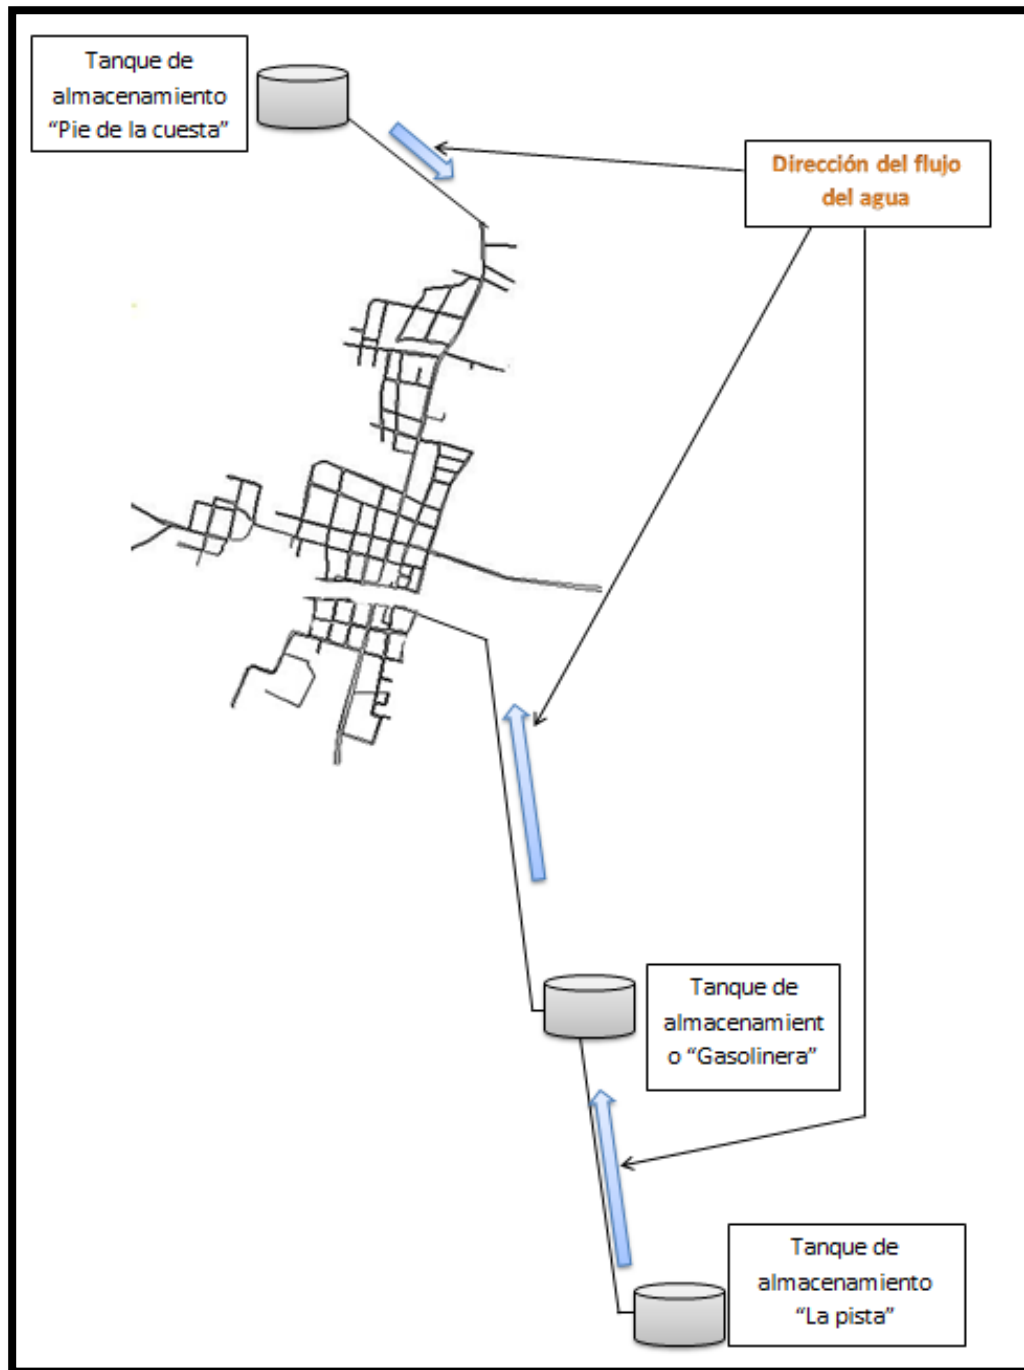 Tanque de
almacenamiento
“Pie de la cuesta”
Dirección del flujo
del agua
Tanque de
almacenamient
o “Gasolinera”
Tanque de
almacenamiento
“La pista”